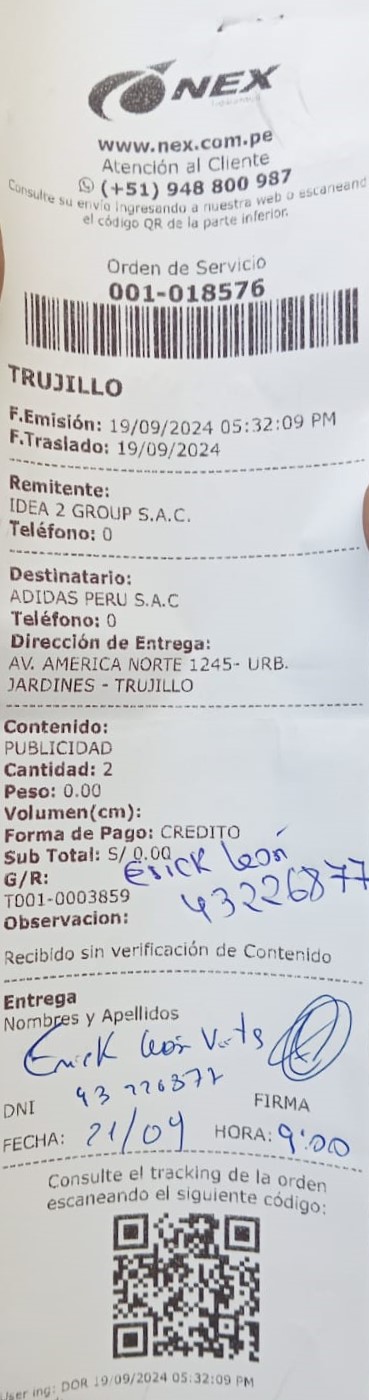 NEX
www.nex.com.pe
Atención al Cliente
(+51) 948 800 987
Consulte su envío ingresando a nuestra web o escaneand
el código QR de la parte inferior.
Orden de Servicio
001-018576
TRUJILLO
F.Emisión: 19/09/2024 05:32:09 PM
F.Traslado: 19/09/2024
Remitente:
IDEA 2 GROUP S.A.C.
Teléfono: 0
Destinatario:
ADIDAS PERU S.A.C
Teléfono: 0
Dirección de Entrega:
AV. AMERICA NORTE 1245- URB.
JARDINES - TRUJILLO
Contenido:
PUBLICIDAD
Cantidad: 2
Peso: 0.00
Volumen(cm):
Forma de Pago: CREDITO
Sub Total: S/ 0.00
Erick León
G/R:
T001-0003859
43226877
Observacion:
Recibido sin verificación de Contenido
Entrega
Nombres y Apellidos
Erick León
DNI
FIRMA
FECHA: 21/09 HORA: 9:00
Consulte el tracking de la orden
escaneando el siguiente código:
User ing: DOR 19/09/2024 05:32:09 PM